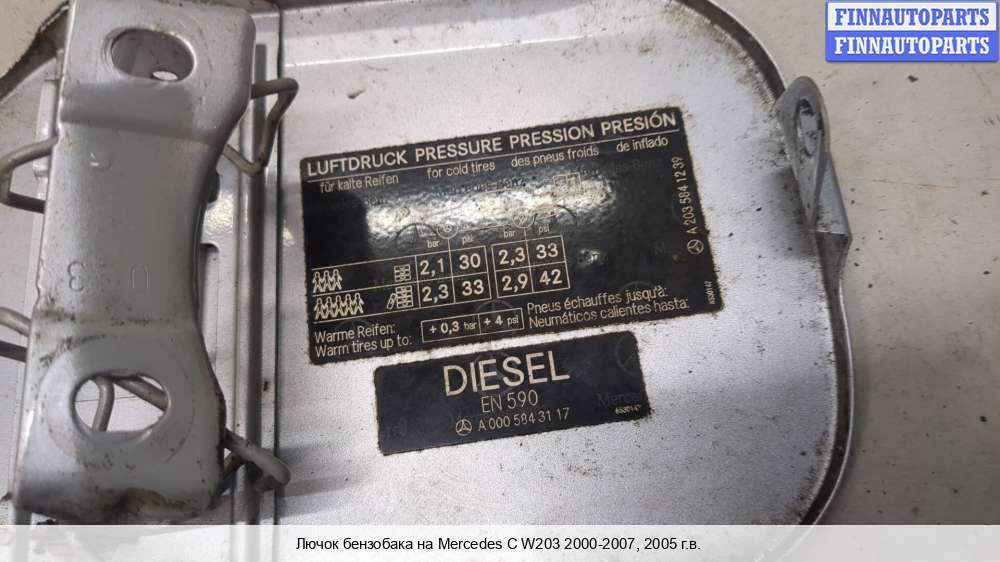 FINNAUTOPARTS
FINNAUTOPARTS
LUFTDRUCK PRESSURE PRESSION PRESIÓN
für kalte Reifen for cold tires des pneus froids de inflado
bar psi bar psi
2,1 30 2,3 33
2,3 33 2,9 42
Warme Reifen:
Warm tires up to:
+ 0,3 bar + 4 psi
Pneus échauffes jusqu'à:
Neumáticos calientes hasta:
A 203 584 12 39
6530147
DIESEL
EN 590
A 000 584 31 17
6530147
Лючок бензобака на Mercedes C W203 2000-2007, 2005 г.в.